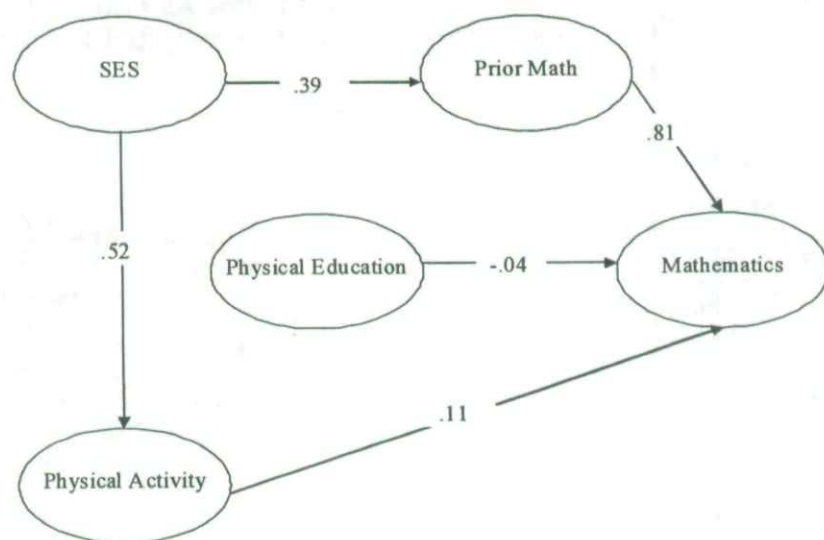 SES
.39
Prior Math
.81
.52
Physical Education
-.04
Mathematics
.11
Physical Activity